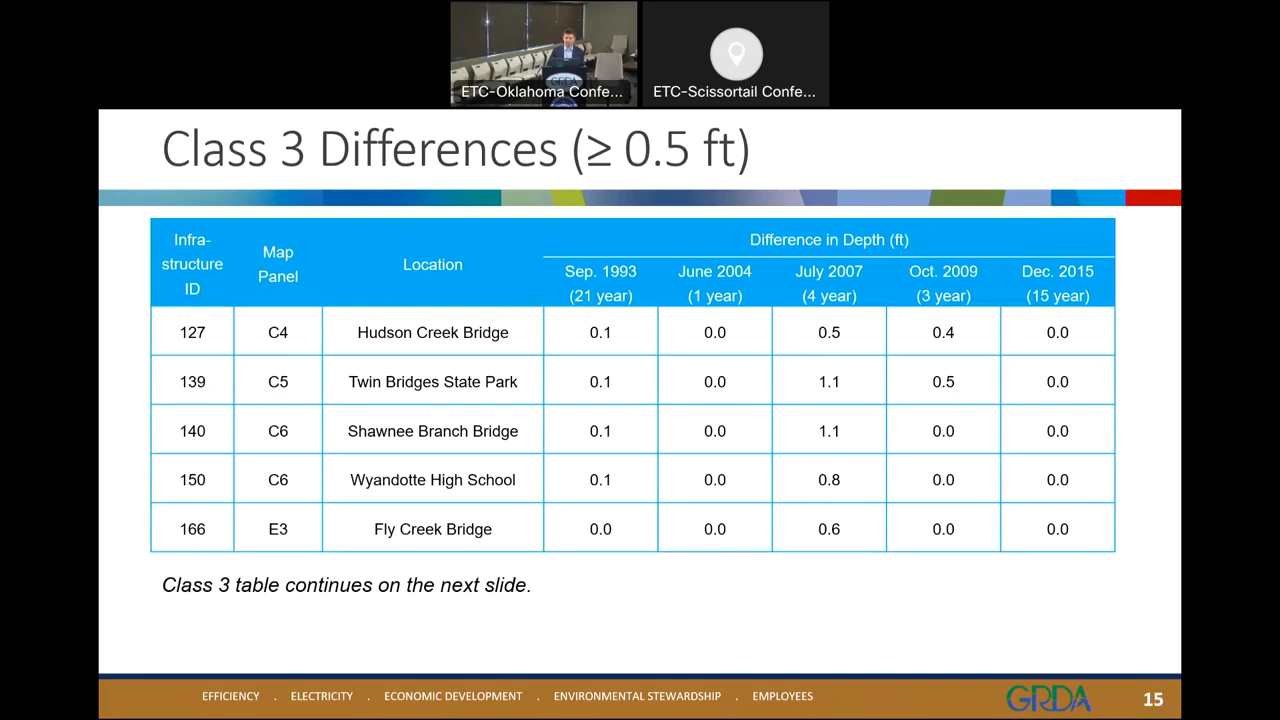 GRDA
ETC-Oklahoma Confe...
ETC-Scissortail Confe...
Class 3 Differences (≥ 0.5 ft)
Infra-
structure
ID
Map
Panel
Location
Difference in Depth (ft)
Sep. 1993
(21 year)
June 2004
(1 year)
July 2007
(4 year)
Oct. 2009
(3 year)
Dec. 2015
(15 year)
127 C4 Hudson Creek Bridge 0.1 0.0 0.5 0.4 0.0
139 C5 Twin Bridges State Park 0.1 0.0 1.1 0.5 0.0
140 C6 Shawnee Branch Bridge 0.1 0.0 1.1 0.0 0.0
150 C6 Wyandotte High School 0.1 0.0 0.8 0.0 0.0
166 E3 Fly Creek Bridge 0.0 0.0 0.6 0.0 0.0
Class 3 table continues on the next slide.
EFFICIENCY . ELECTRICITY . ECONOMIC DEVELOPMENT . ENVIRONMENTAL STEWARDSHIP . EMPLOYEES GRDA 15